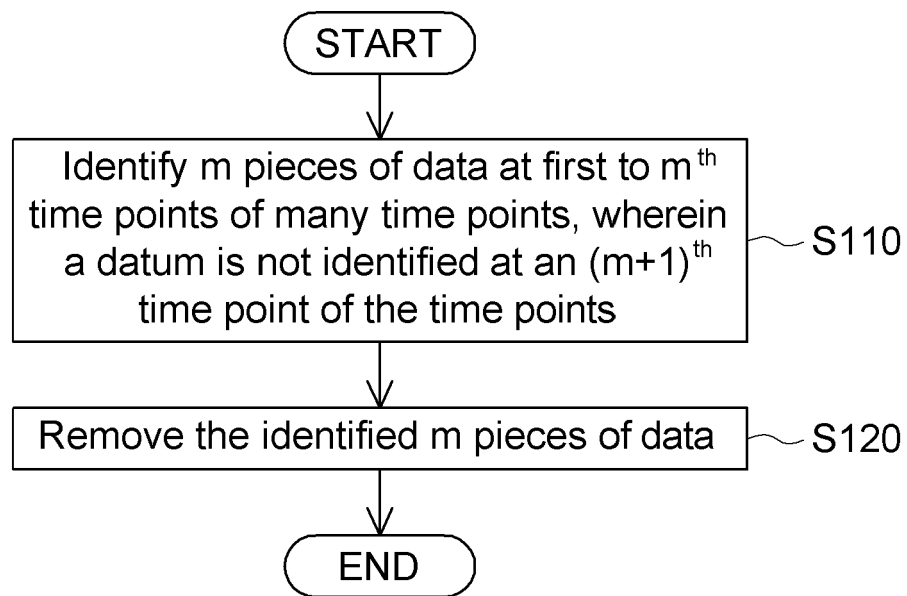 START
Identify m pieces of data at first to mth
time points of many time points, wherein
a datum is not identified at an (m+1)th
time point of the time points
S110
Remove the identified m pieces of data
S120
END